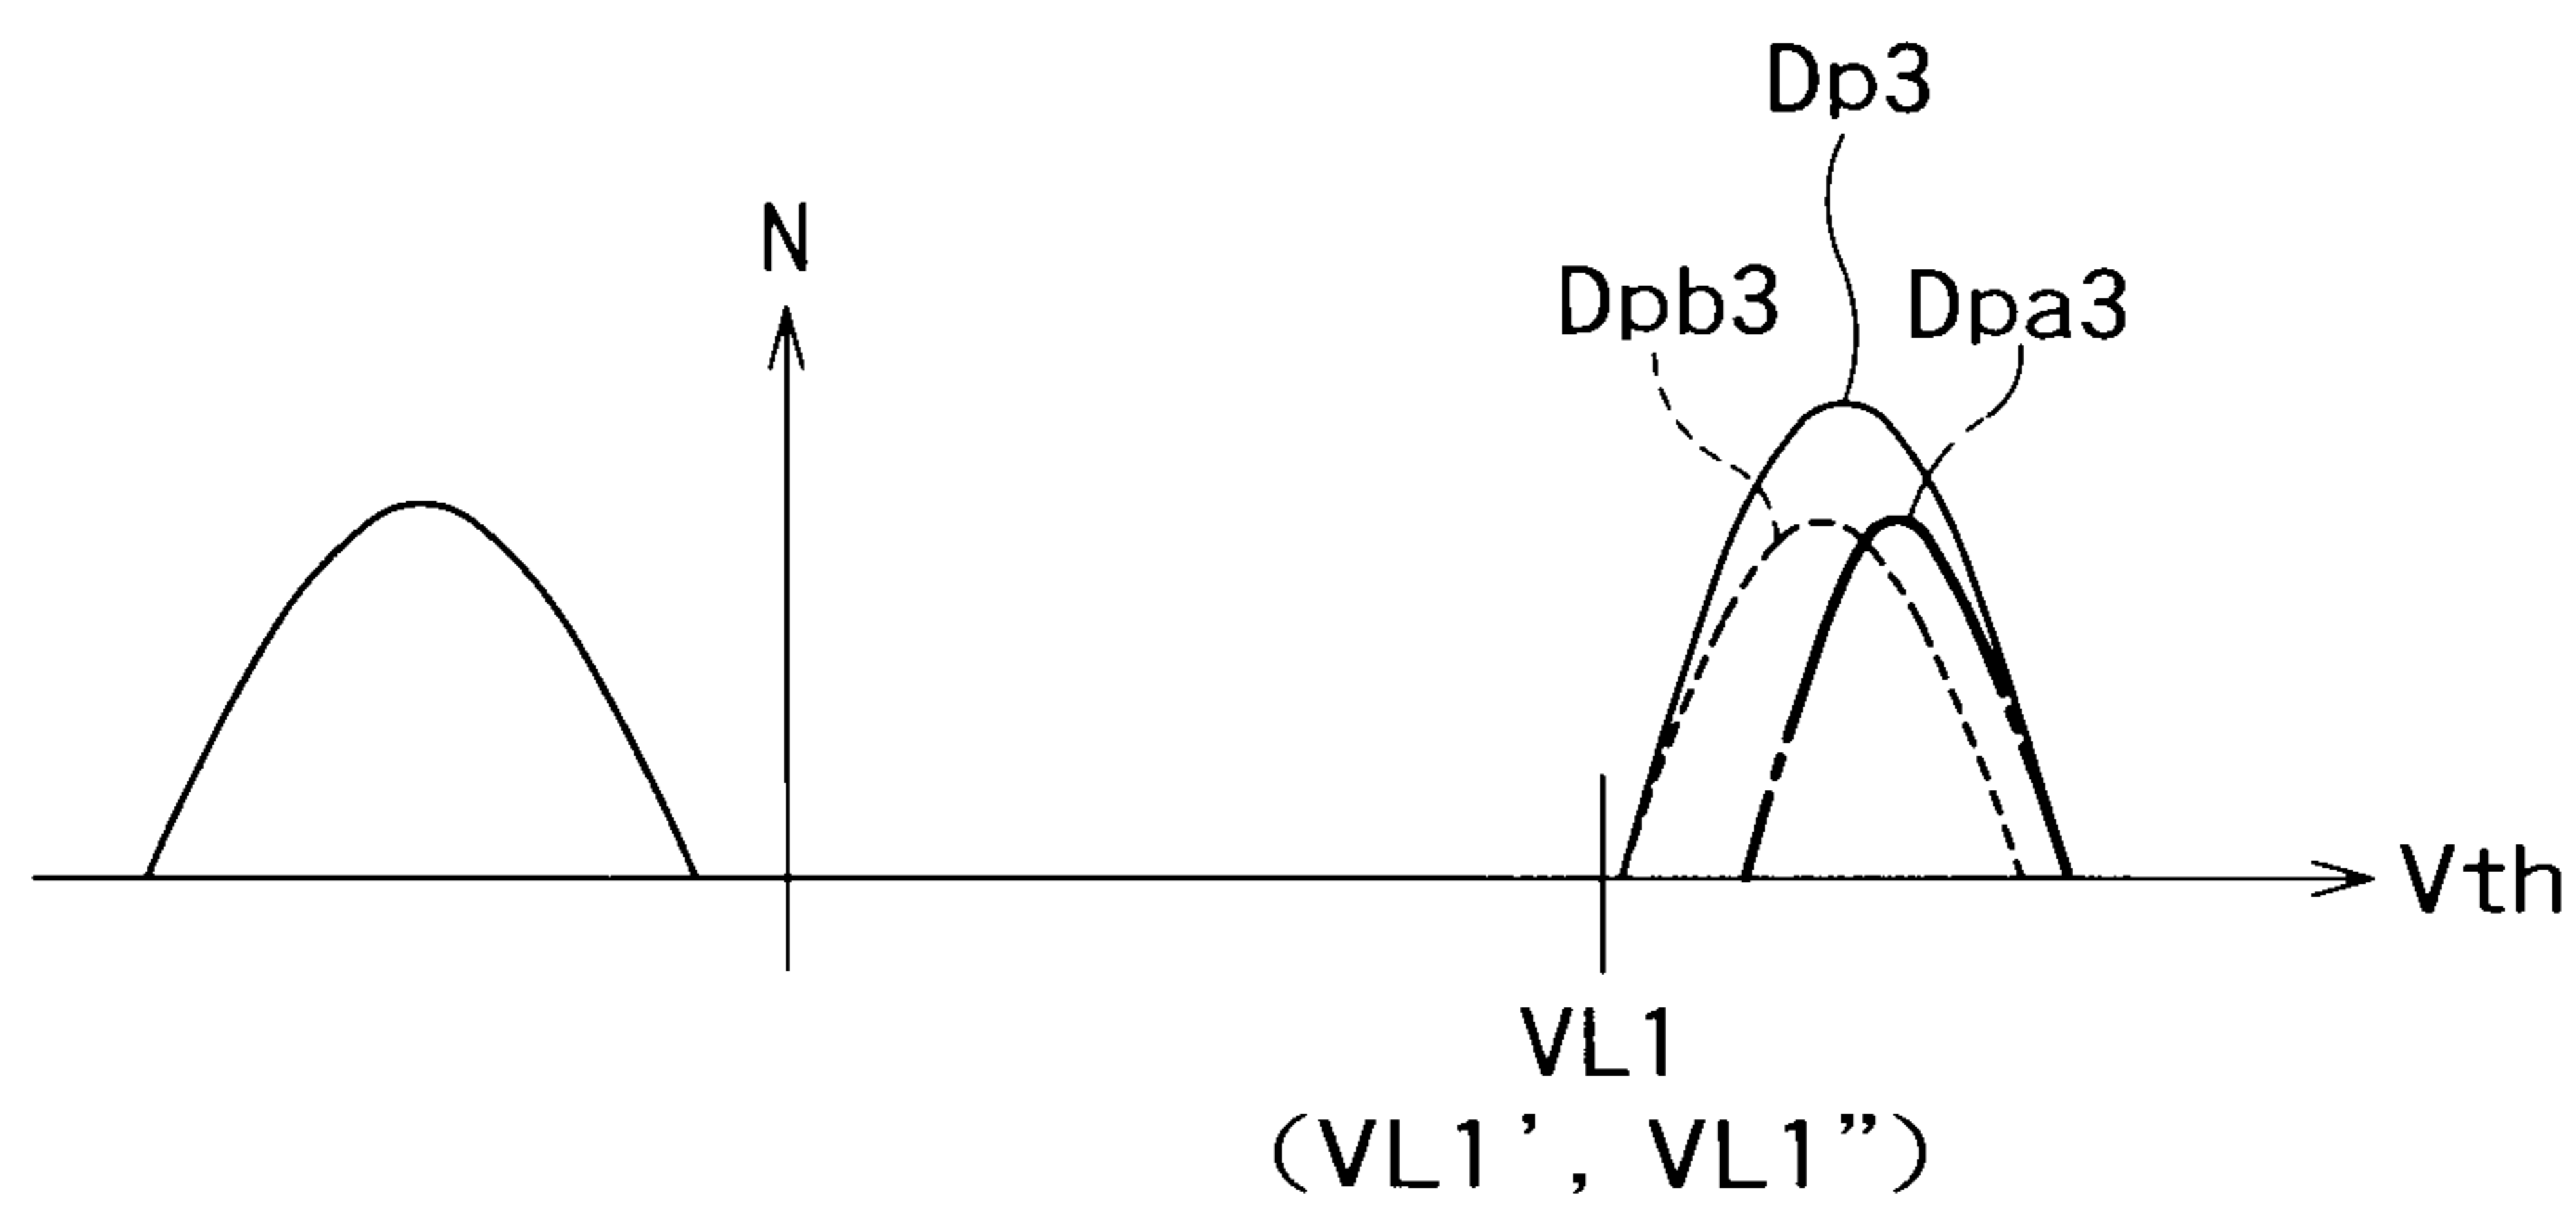 Dp3
N
Dpb3
Dpa3
Vth
VL1
(VL1’, VL1”)